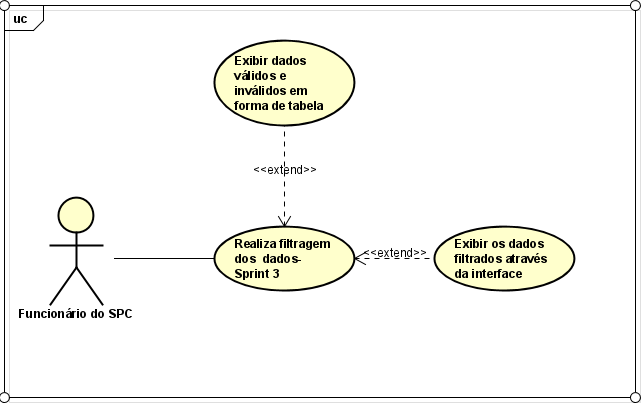 uc
Exibir dados
válidos e
inválidos em
forma de tabela
<<extend>>
Realiza filtragem
dos dados-
Sprint 3
<<extend>>
Exibir os dados
filtrados através
da interface
Funcionário do SPC